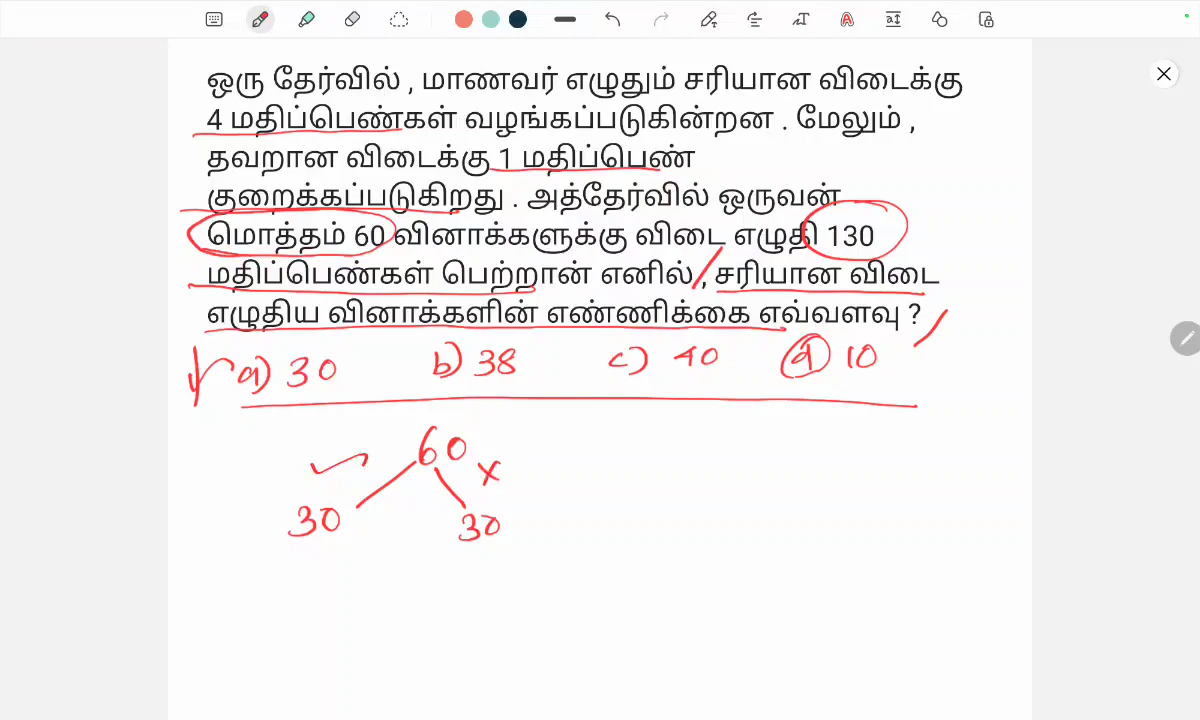 ஒரு தேர்வில் , மாணவர் எழுதும் சரியான விடைக்கு
4 மதிப்பெண்கள் வழங்கப்படுகின்றன . மேலும் ,
தவறான விடைக்கு 1 மதிப்பெண்
குறைக்கப்படுகிறது . அத்தேர்வில் ஒருவன்
மொத்தம் 60 வினாக்களுக்கு விடை எழுதி 130
மதிப்பெண்கள் பெற்றான் எனில் , சரியான விடை
எழுதிய வினாக்களின் எண்ணிக்கை எவ்வளவு ?
a) 30 b) 38 c) 40 d) 10
60
30 30